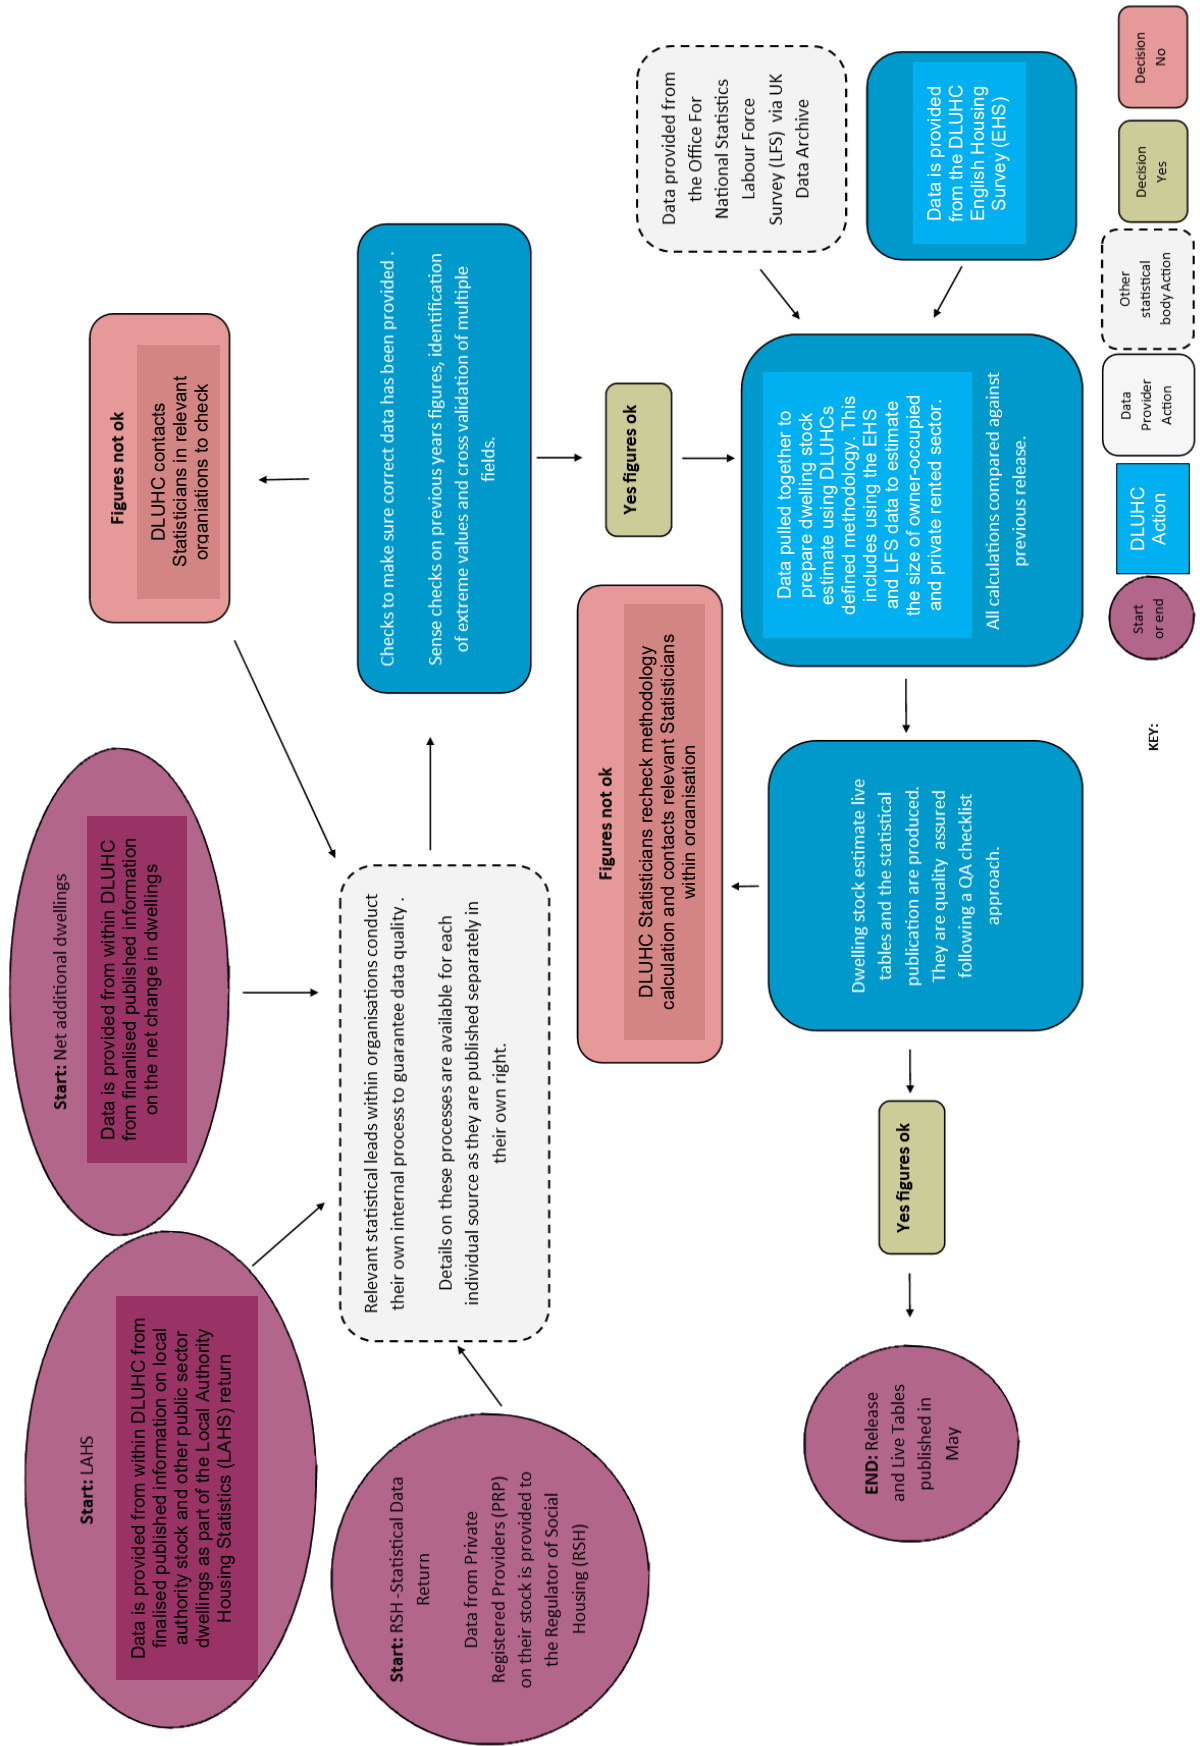 Start: LAHS
Data is provided from within DLUHC from
finalised published information on local
authority stock and other public sector
dwellings as part of the Local Authority
Housing Statistics (LAHS) return
Start: Net additional dwellings
Data is provided from within DLUHC
from finanlised published information
on the net change in dwellings
Figures not ok
DLUHC contacts
Statisticians in relevant
organiations to check
Start: RSH -Statistical Data
Return
Data from Private
Registered Providers (PRP)
on their stock is provided to
the Regulator of Social
Housing (RSH)
Relevant statistical leads within organisations conduct
their own internal process to guarantee data quality .
Details on these processes are available for each
individual source as they are published separately in
their own right.
Checks to make sure correct data has been provided .
Sense checks on previous years figures, identification
of extreme values and cross validation of multiple
fields.
Yes figures ok
Data provided from
the Office For
National Statistics
Labour Force
Survey (LFS) via UK
Data Archive
Data is provided
from the DLUHC
English Housing
Survey (EHS)
Data pulled together to
prepare dwelling stock
estimate using DLUHCs
defined methodology. This
includes using the EHS
and LFS data to estimate
the size of owner-occupied
and private rented sector.
All calculations compared against
previous release.
Figures not ok
DLUHC Statisticians recheck methodology
calculation and contacts relevant Statisticians
within organisation
Dwelling stock estimate live
tables and the statistical
publication are produced.
They are quality assured
following a QA checklist
approach.
Yes figures ok
END: Release
and Live Tables
published in
May
KEY:
Start
or end
DLUHC
Action
Data
Provider
Action
Other
statistical
body Action
Decision
Yes
Decision
No